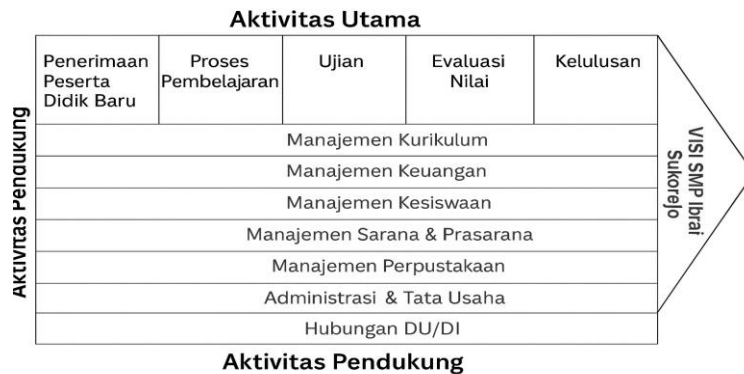 Aktivitas Utama
Aktivitas Pendukung
Penerimaan
Peserta
Didik Baru
Proses
Pembelajaran
Ujian
Evaluasi
Nilai
Kelulusan
Manajemen Kurikulum
Manajemen Keuangan
Manajemen Kesiswaan
Manajemen Sarana & Prasarana
Manajemen Perpustakaan
Administrasi & Tata Usaha
Hubungan DU/DI
VISI SMP Ibrai
Sukorejo
Aktivitas Pendukung